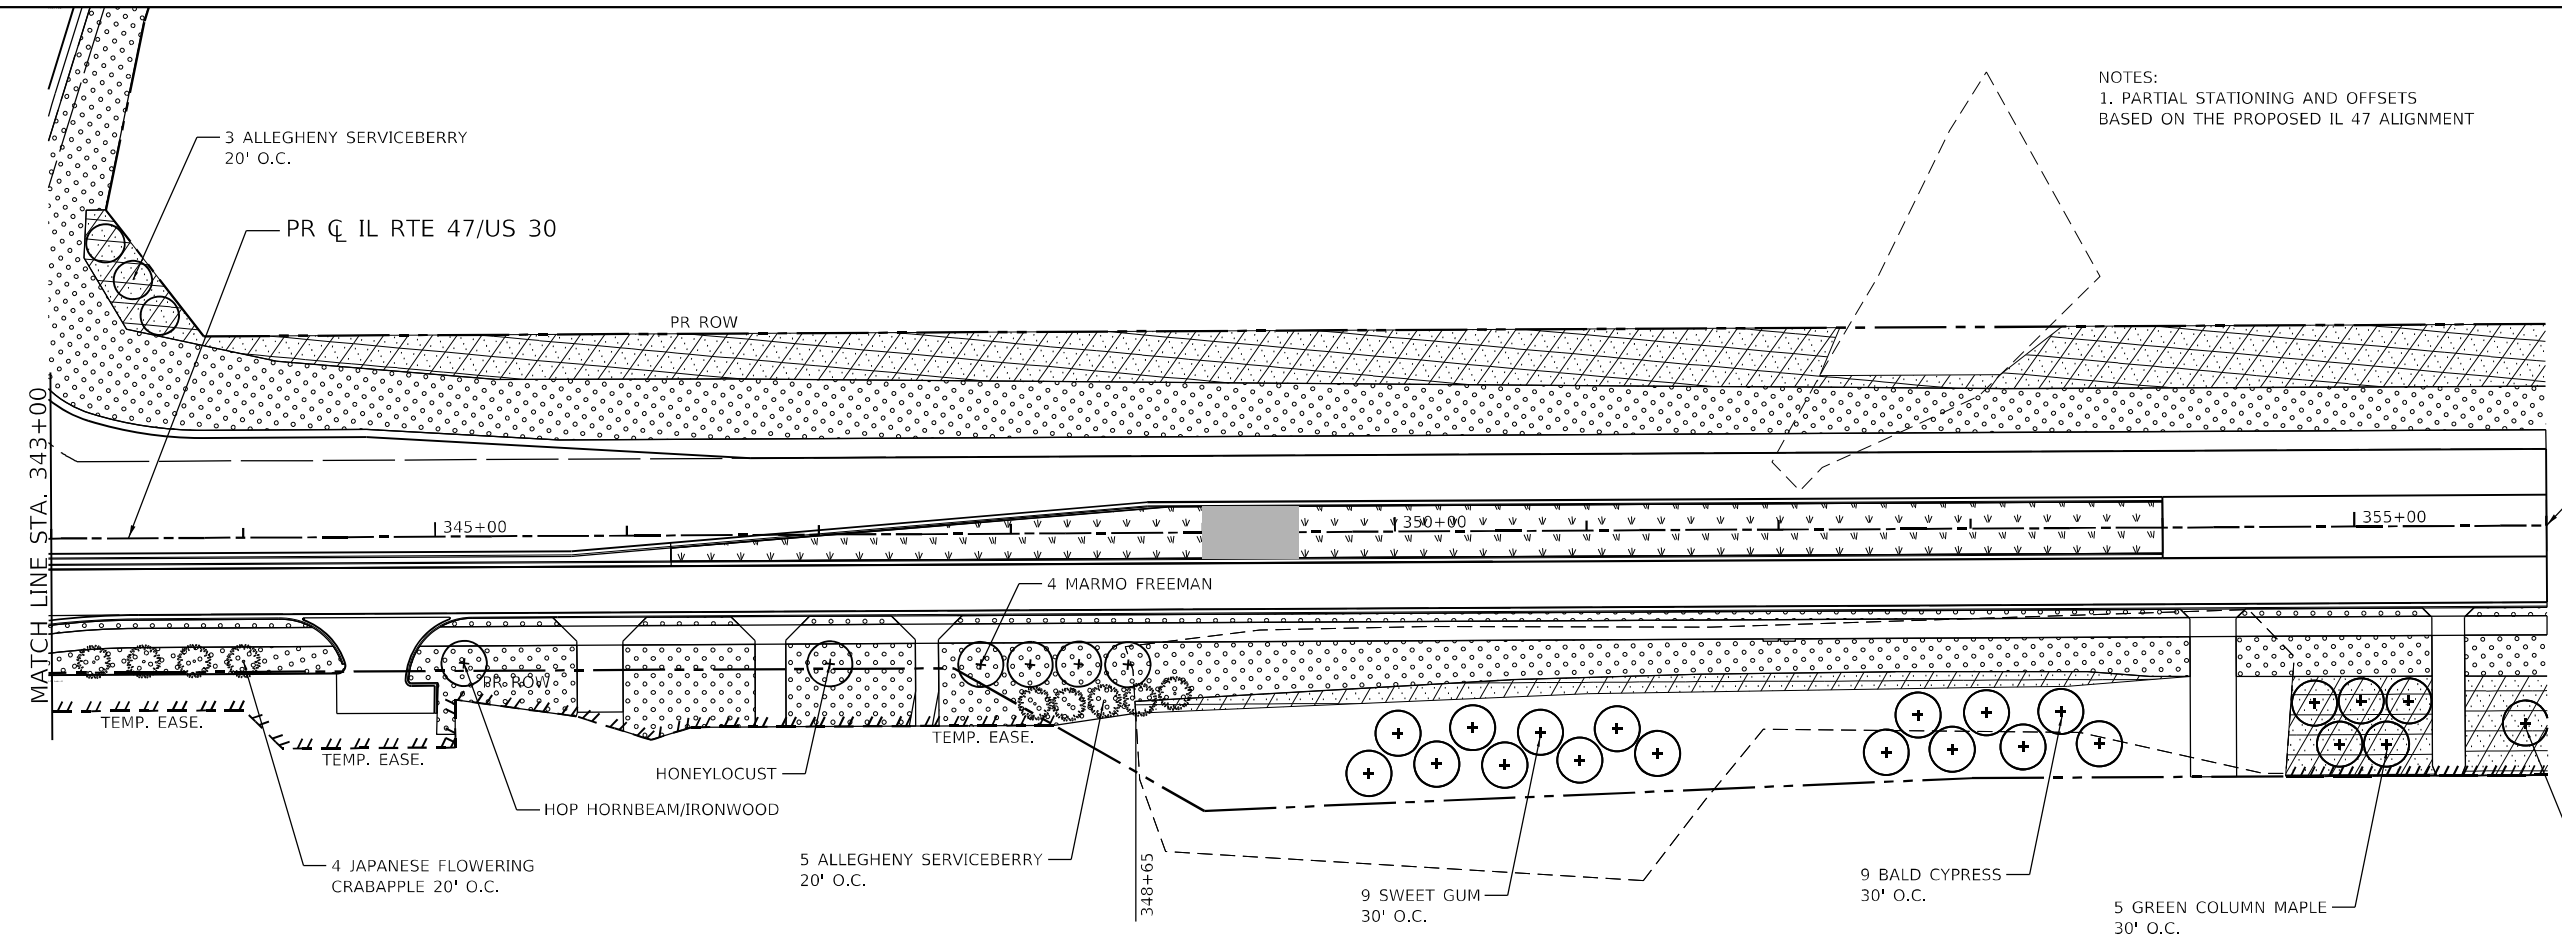 NOTES:
1. PARTIAL STATIONING AND OFFSETS
BASED ON THE PROPOSED IL 47 ALIGNMENT
3 ALLEGHENY SERVICEBERRY
20' O.C.
PR ℄ IL RTE 47/US 30
PR ROW
MATCH LINE STA. 343+00
345+00
350+00
355+00
4 MARMO FREEMAN
PR ROW
TEMP. EASE.
TEMP. EASE.
TEMP. EASE.
HONEYLOCUST
HOP HORNBEAM/IRONWOOD
4 JAPANESE FLOWERING
CRABAPPLE 20' O.C.
5 ALLEGHENY SERVICEBERRY
20' O.C.
348+65
9 SWEET GUM
30' O.C.
9 BALD CYPRESS
30' O.C.
5 GREEN COLUMN MAPLE
30' O.C.